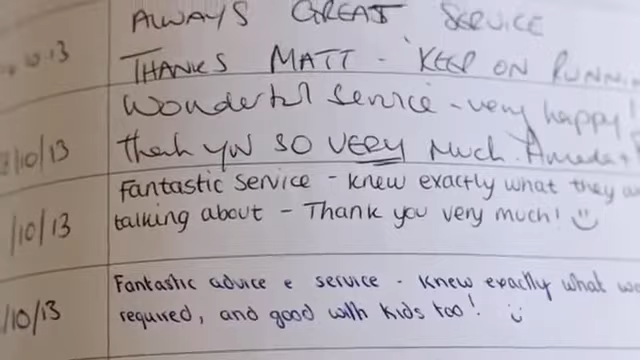 ALWAYS GREAT SERVICE
10.13 THANKS MATT - 'KEEP ON
Wonderful service - very happy!
/10/13 thank you SO VERY much.
fantastic service - knew exactly what they
/10/13 talking about - Thank you very much! ☺
Fantastic advice & service - knew exactly what
/10/13 required, and good with kids too! ☺